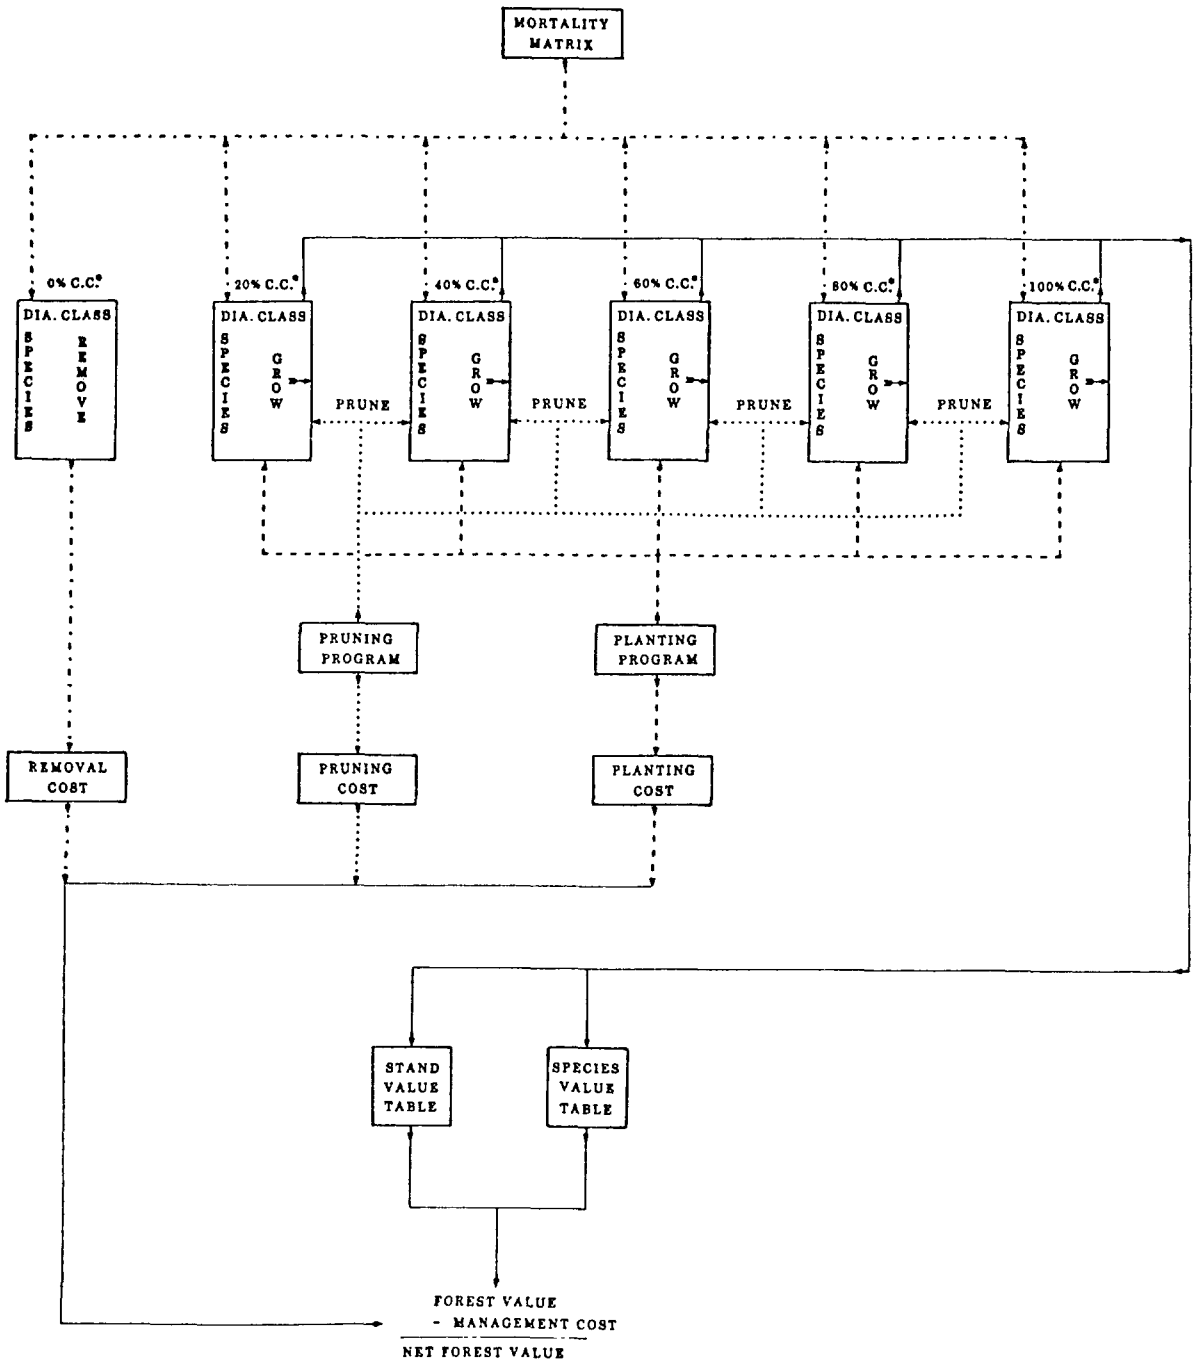 MORTALITY
MATRIX
0% C.C.*
20% C.C.*
40% C.C.*
60% C.C.*
80% C.C.*
100% C.C.*
DIA. CLASS
SPECIES
REMOVE
DIA. CLASS
SPECIES
GROW
PRUNE
DIA. CLASS
SPECIES
GROW
PRUNE
DIA. CLASS
SPECIES
GROW
PRUNE
DIA. CLASS
SPECIES
GROW
PRUNE
DIA. CLASS
SPECIES
GROW
PRUNING
PROGRAM
PLANTING
PROGRAM
REMOVAL
COST
PRUNING
COST
PLANTING
COST
STAND
VALUE
TABLE
SPECIES
VALUE
TABLE
FOREST VALUE
- MANAGEMENT COST
NET FOREST VALUE